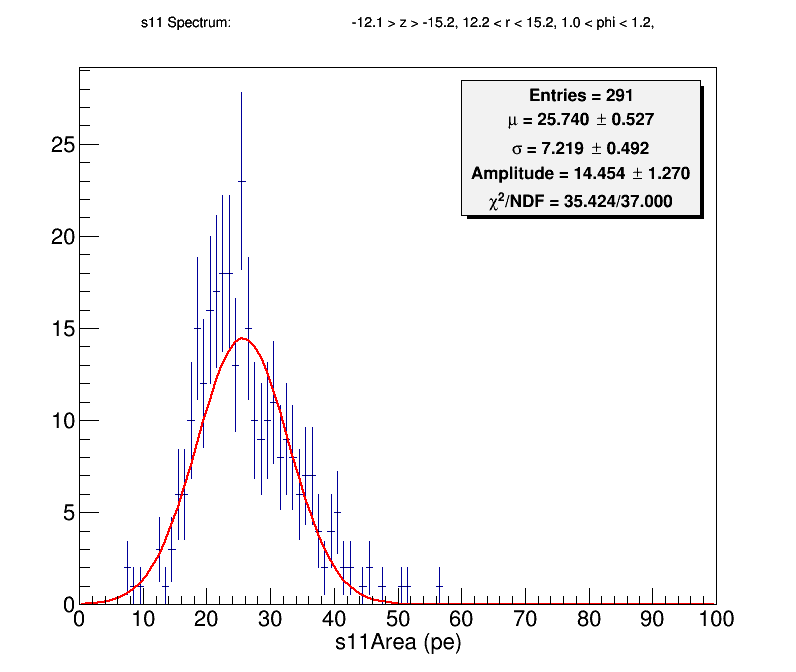 s11 Spectrum: -12.1 > z > -15.2, 12.2 < r < 15.2, 1.0 < phi < 1.2,
Entries = 291
μ = 25.740 ± 0.527
σ = 7.219 ± 0.492
Amplitude = 14.454 ± 1.270
χ²/NDF = 35.424/37.000
25
20
15
10
5
0
0 10 20 30 40 50 60 70 80 90 100
s11Area (pe)